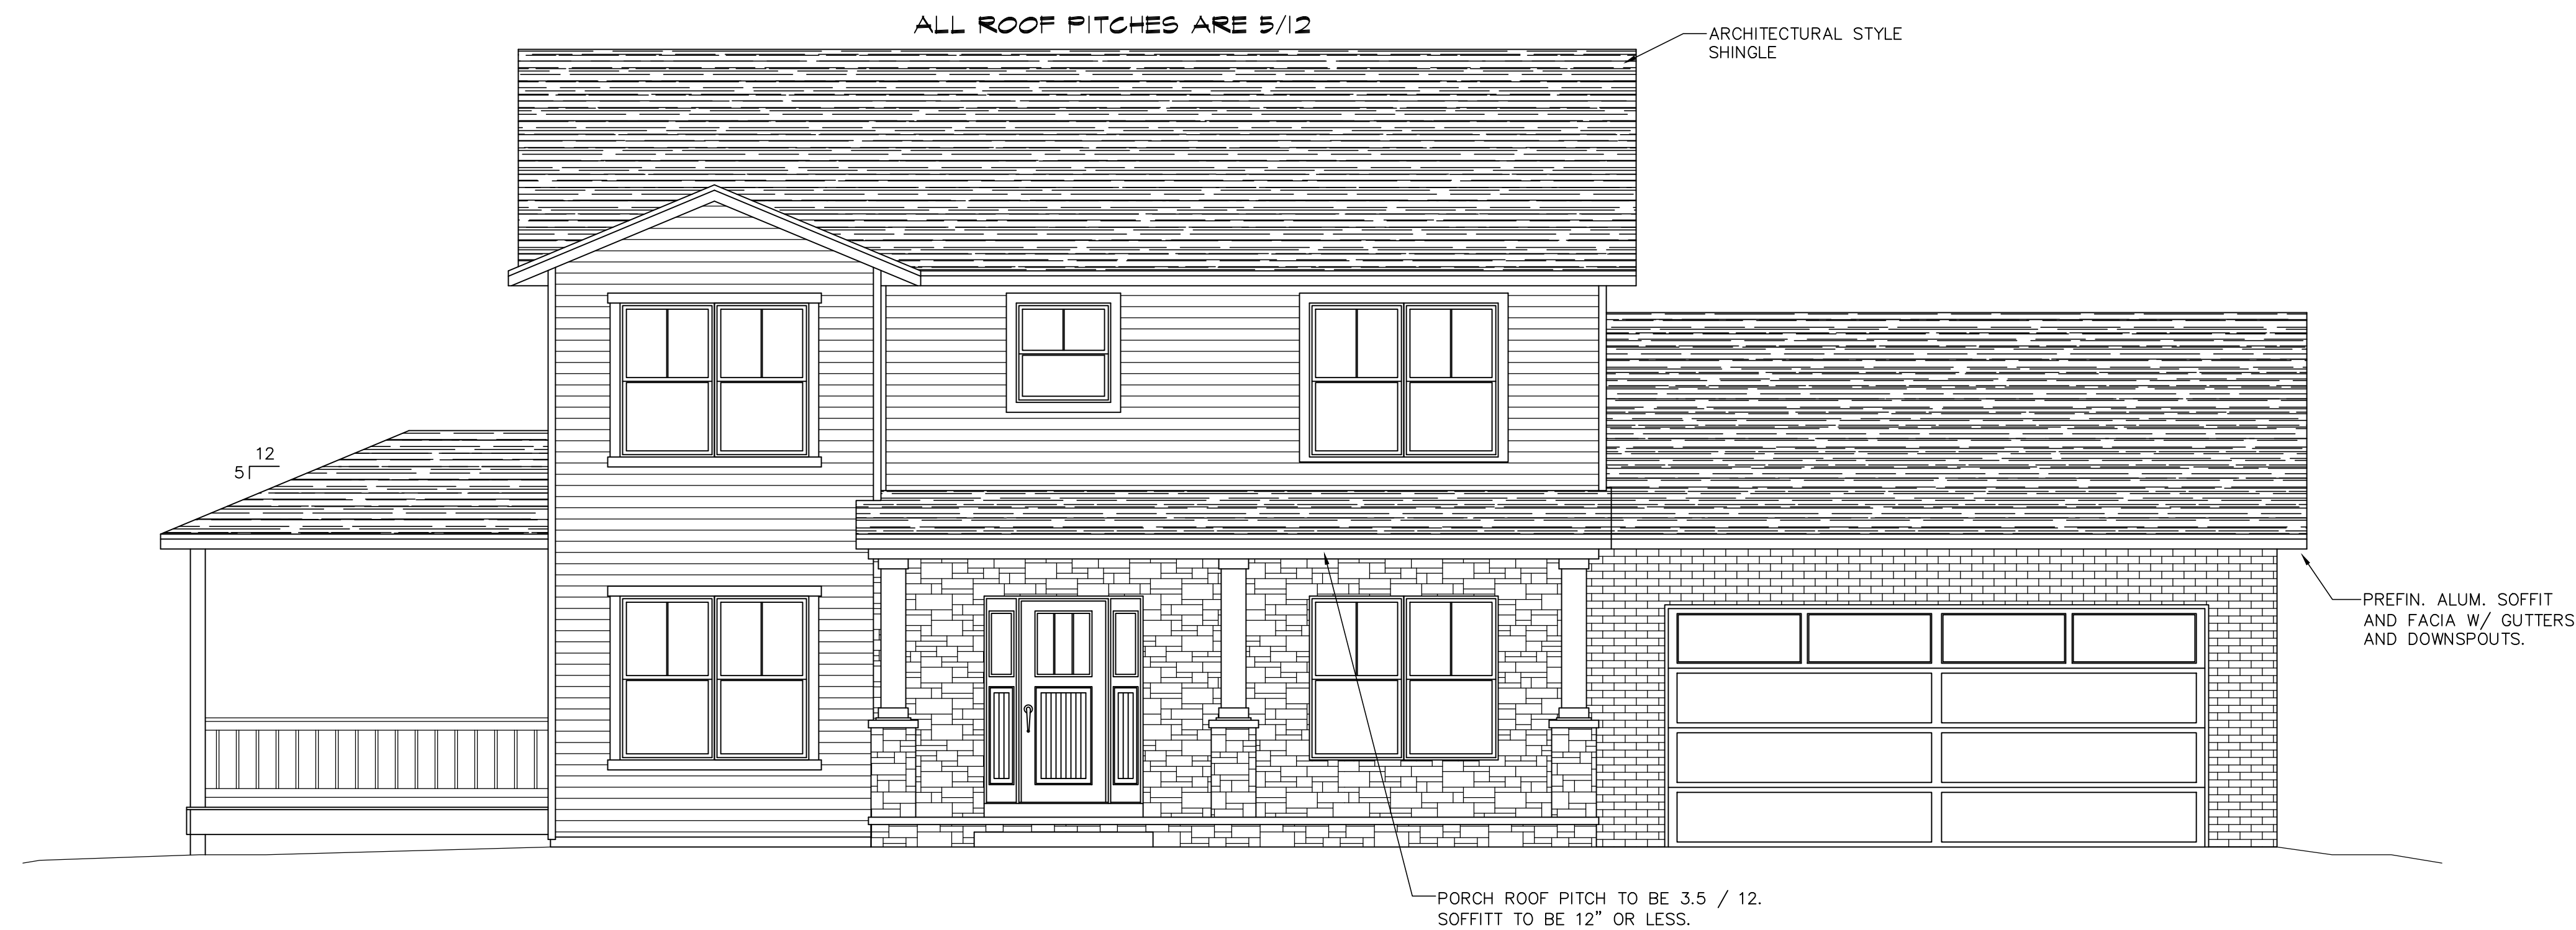 ALL ROOF PITCHES ARE 5/12
ARCHITECTURAL STYLE
SHINGLE
12
5
PREFIN. ALUM. SOFFIT
AND FACIA W/ GUTTERS
AND DOWNSPOUTS.
PORCH ROOF PITCH TO BE 3.5 / 12.
SOFFITT TO BE 12" OR LESS.